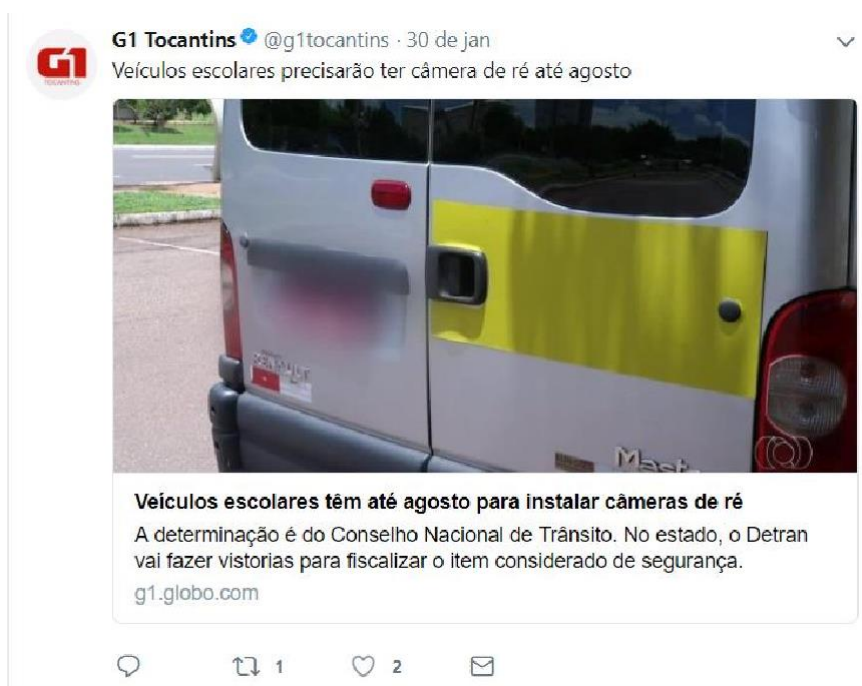 G1 Tocantins @g1tocantins · 30 de jan
G1
TOCANTINS
Veículos escolares precisarão ter câmera de ré até agosto
RENAULT
Mast
Veículos escolares têm até agosto para instalar câmeras de ré
A determinação é do Conselho Nacional de Trânsito. No estado, o Detran
vai fazer vistorias para fiscalizar o item considerado de segurança.
g1.globo.com
1
2